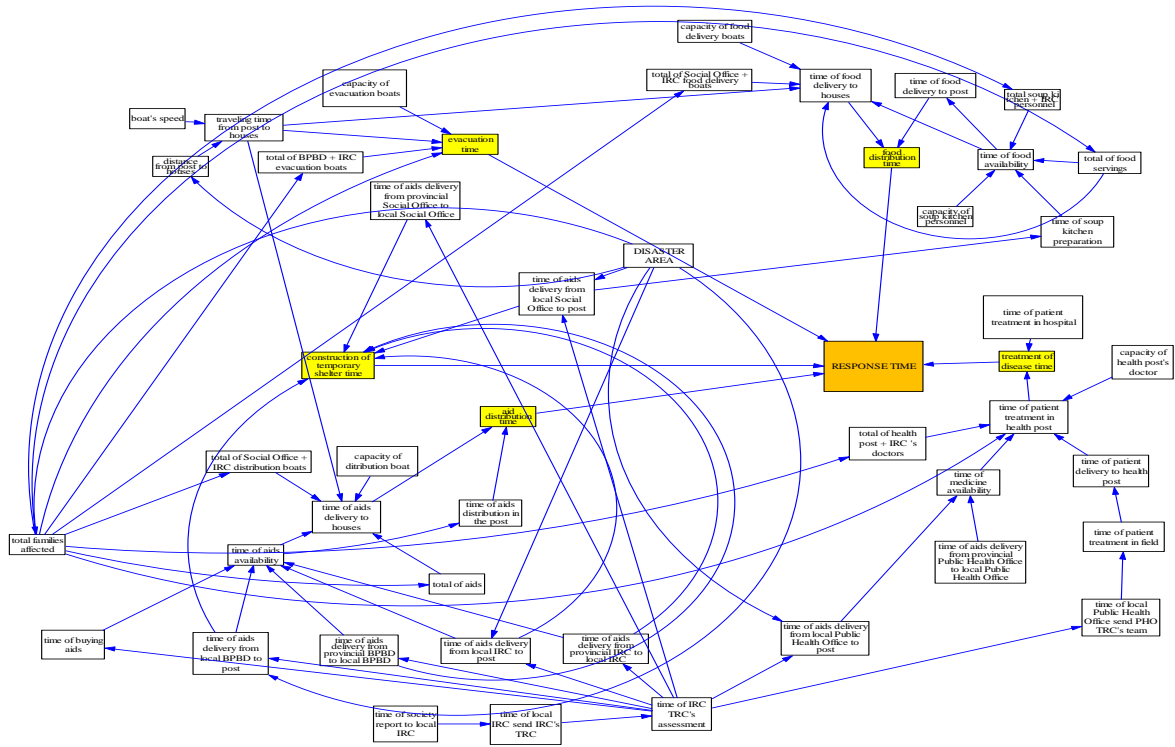 capacity of food
delivery boats
total of Social Office +
IRC food delivery
boats
time of food
delivery to
houses
time of food
delivery to post
total soup ki
tchen + IRC
personnel
capacity of
evacuation boats
boat's speed
traveling time
from post to
houses
evacuation
time
food
distribution
time
time of food
availability
total of food
servings
distance
from post to
houses
total of BPBD + IRC
evacuation boats
time of aids delivery
from provincial
Social Office to
local Social Office
capacity of
soup kitchen
personnel
time of soup
kitchen
preparation
DISASTER
AREA
time of aids
delivery from
local Social
Office to post
time of patient
treatment in hospital
construction of
temporary
shelter time
RESPONSE TIME
treatment of
disease time
capacity of
health post's
doctor
aid
distribution
time
time of patient
treatment in
health post
total of health
post + IRC 's
doctors
total of Social Office +
IRC distribution boats
capacity of
ditribution boat
time of
medicine
availability
time of patient
delivery to health
post
time of aids
delivery to
houses
time of aids
distribution in
the post
total families
affected
time of aids
availability
time of patient
treatment in field
total of aids
time of aids delivery
from provincial
Public Health Office
to local Public
Health Office
time of local
Public Health
Office send PHO
TRC's team
time of buying
aids
time of aids
delivery from
local BPBD to
post
time of aids
delivery from
provincial BPBD
to local BPBD
time of aids delivery
from local IRC to
post
time of aids
delivery from
provincial IRC to
local IRC
time of aids delivery
from local Public
Health Office to
post
time of society
report to local
IRC
time of local
IRC send IRC's
TRC
time of IRC
TRC's
assessment